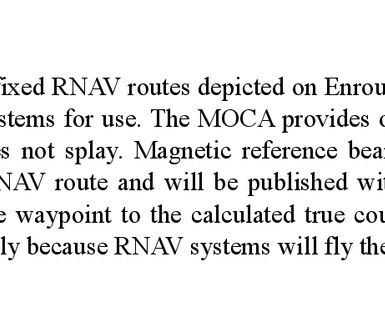 fixed RNAV routes depicted on Enrou
stems for use. The MOCA provides
s not splay. Magnetic reference bea
NAV route and will be published wi
waypoint to the calculated true cou
ly because RNAV systems will fly the